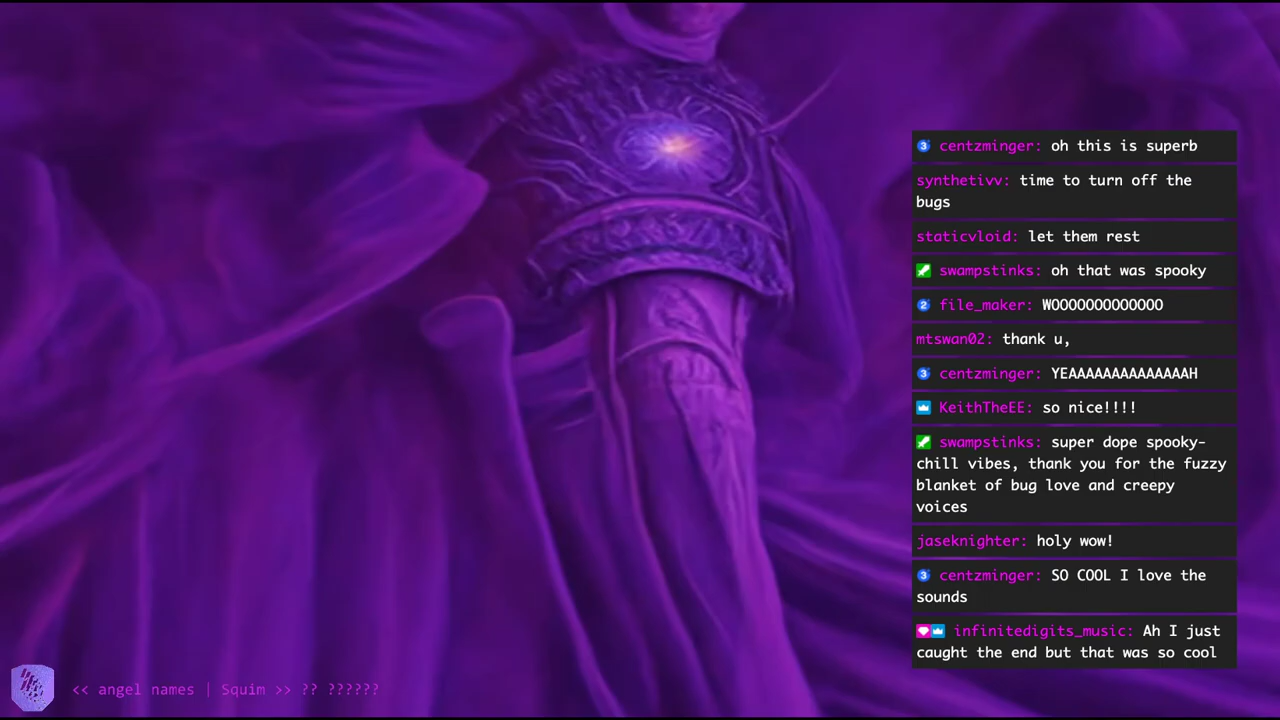 centzminger: oh this is superb
synthetivv: time to turn off the
bugs
staticvloid: let them rest
swampstinks: oh that was spooky
file_maker: WOOOOOOOOOOOOO
mtswan02: thank u,
centzminger: YEAAAAAAAAAAAAAAH
KeithTheEE: so nice!!!!
swampstinks: super dope spooky-
chill vibes, thank you for the fuzzy
blanket of bug love and creepy
voices
jaseknighter: holy wow!
centzminger: SO COOL I love the
sounds
infinitedigits_music: Ah I just
caught the end but that was so cool
<< angel names | Squim >> ?? ??????